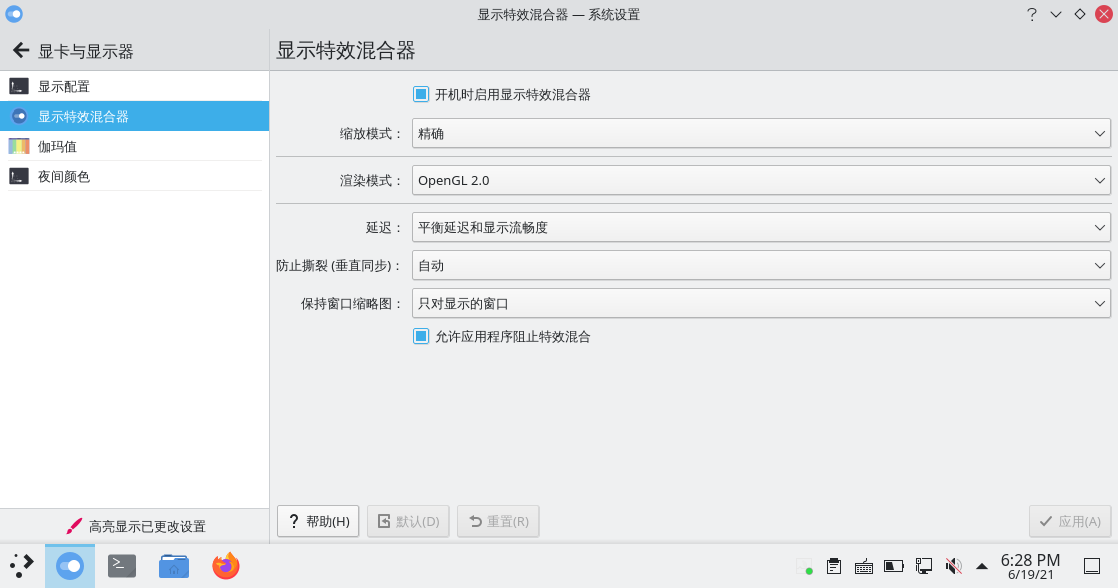 显示特效混合器 — 系统设置
显卡与显示器
显示特效混合器
显示配置
显示特效混合器
伽玛值
夜间颜色
开机时启用显示特效混合器
缩放模式： 精确
渲染模式： OpenGL 2.0
延迟： 平衡延迟和显示流畅度
防止撕裂 (垂直同步)： 自动
保持窗口缩略图： 只对显示的窗口
允许应用程序阻止特效混合
高亮显示已更改设置
? 帮助(H) 默认(D) 重置(R) 应用(A)
6:28 PM
6/19/21